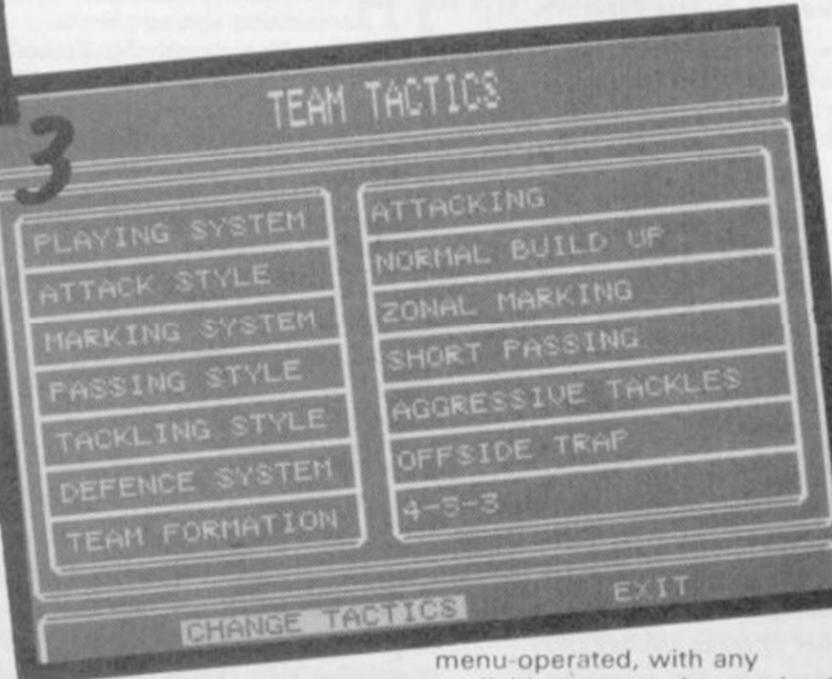 3
TEAM TACTICS
PLAYING SYSTEM ATTACKING
ATTACK STYLE NORMAL BUILD UP
MARKING SYSTEM ZONAL MARKING
PASSING STYLE SHORT PASSING
TACKLING STYLE AGGRESSIVE TACKLES
DEFENCE SYSTEM OFFSIDE TRAP
TEAM FORMATION 4-5-3
CHANGE TACTICS EXIT
menu-operated, with any